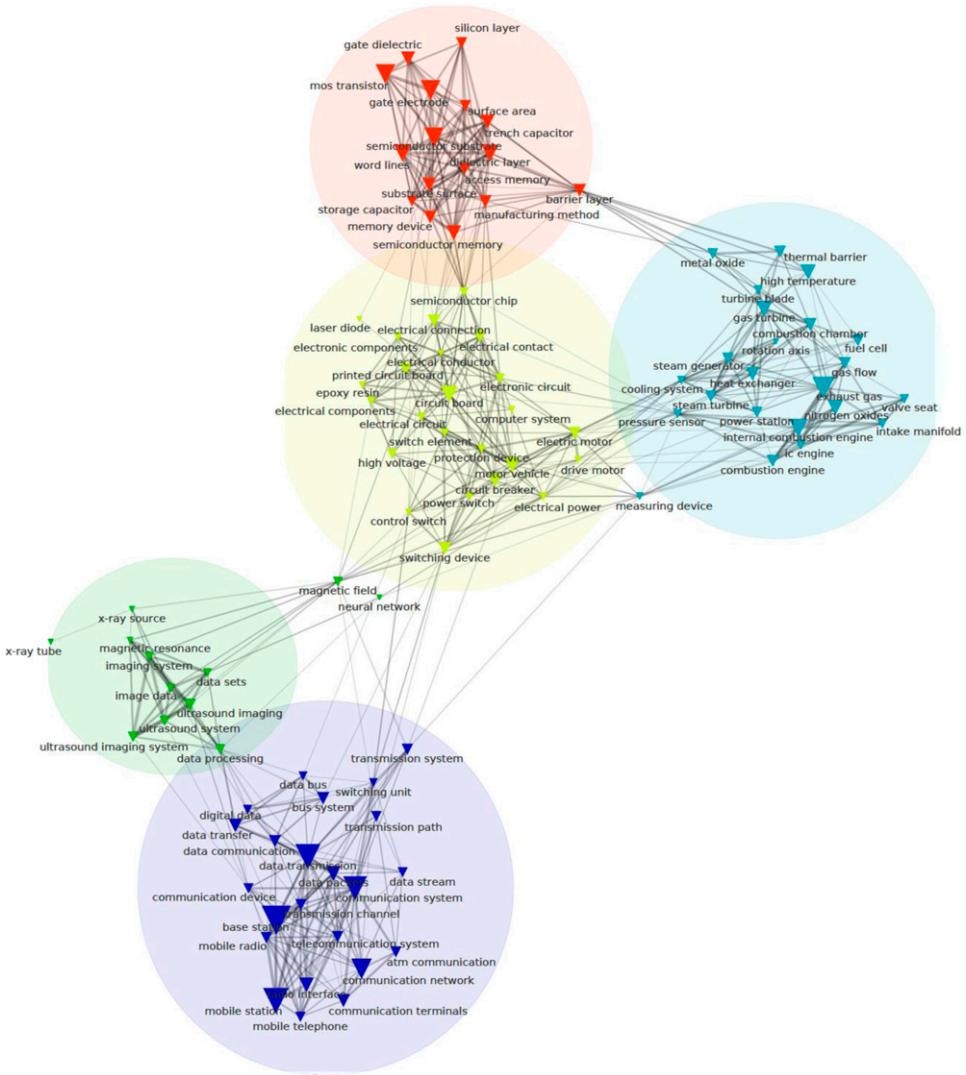 silicon layer
gate dielectric
mos transistor
gate electrode
surface area
trench capacitor
semiconductor substrate
word lines
dielectric layer
access memory
substrate surface
barrier layer
storage capacitor
manufacturing method
memory device
semiconductor memory
thermal barrier
metal oxide
high temperature
turbine blade
semiconductor chip
gas turbine
laser diode
electrical connection
combustion chamber
electronic components
electrical contact
rotation axis
fuel cell
electrical conductor
steam generator
gas flow
printed circuit board
electronic circuit
cooling system
heat exchanger
epoxy resin
circuit board
exhaust gas
valve seat
electrical components
computer system
steam turbine
nitrogen oxides
pressure sensor
power station
intake manifold
electrical circuit
switch element
electric motor
internal combustion engine
protection device
ic engine
high voltage
motor vehicle
drive motor
combustion engine
circuit breaker
power switch
electrical power
measuring device
control switch
switching device
magnetic field
neural network
x-ray source
x-ray tube
magnetic resonance
imaging system
data sets
image data
ultrasound imaging
ultrasound system
ultrasound imaging system
data processing
transmission system
data bus
switching unit
bus system
digital data
transmission path
data transfer
data communication
data transmission
data packets
data stream
communication device
communication system
transmission channel
base station
mobile radio
telecommunication system
atm communication
communication network
interface
mobile station
communication terminals
mobile telephone